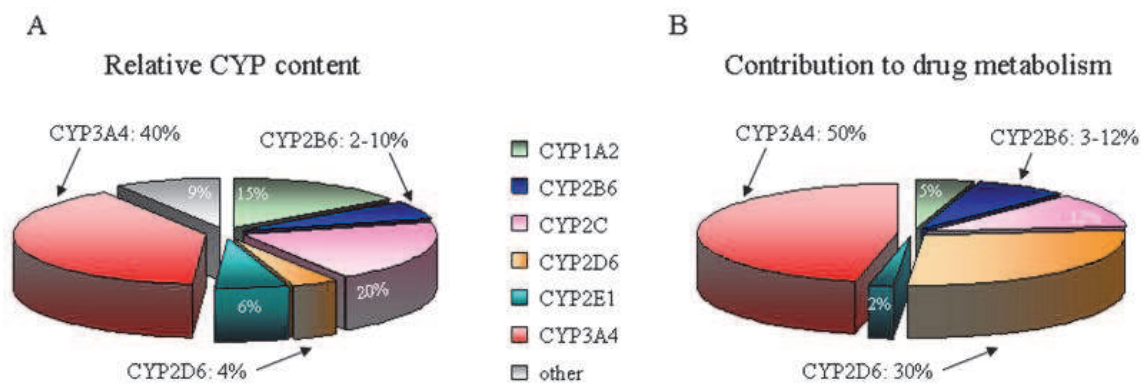 A
Relative CYP content
CYP3A4: 40%
CYP2B6: 2-10%
9%
15%
20%
6%
CYP2D6: 4%
CYP1A2
CYP2B6
CYP2C
CYP2D6
CYP2E1
CYP3A4
other
B
Contribution to drug metabolism
CYP3A4: 50%
CYP2B6: 3-12%
5%
2%
CYP2D6: 30%